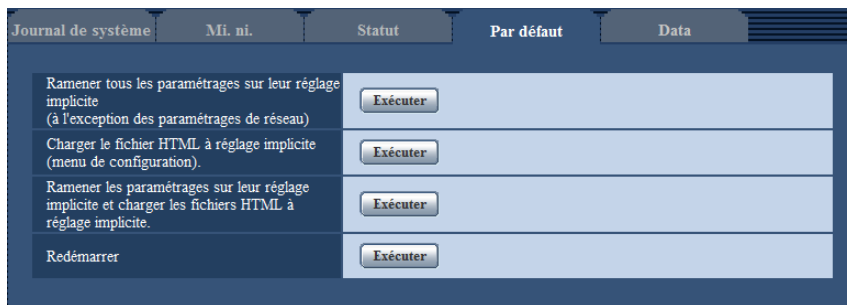 Journal de système
Mi. ni.
Statut
Par défaut
Data
Ramener tous les paramétrages sur leur réglage
implicite
(à l'exception des paramétrages de réseau)
Exécuter
Charger le fichier HTML à réglage implicite
(menu de configuration).
Exécuter
Ramener les paramétrages sur leur réglage
implicite et charger les fichiers HTML à
réglage implicite.
Exécuter
Redémarrer
Exécuter